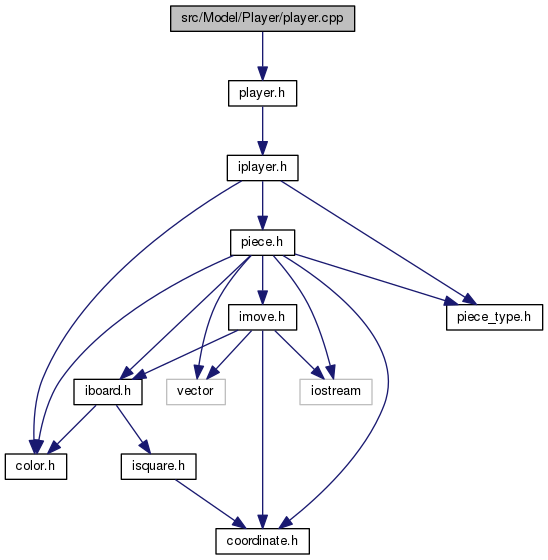 src/Model/Player/player.cpp
player.h
iplayer.h
piece.h
imove.h
piece_type.h
iboard.h
vector
iostream
color.h
isquare.h
coordinate.h